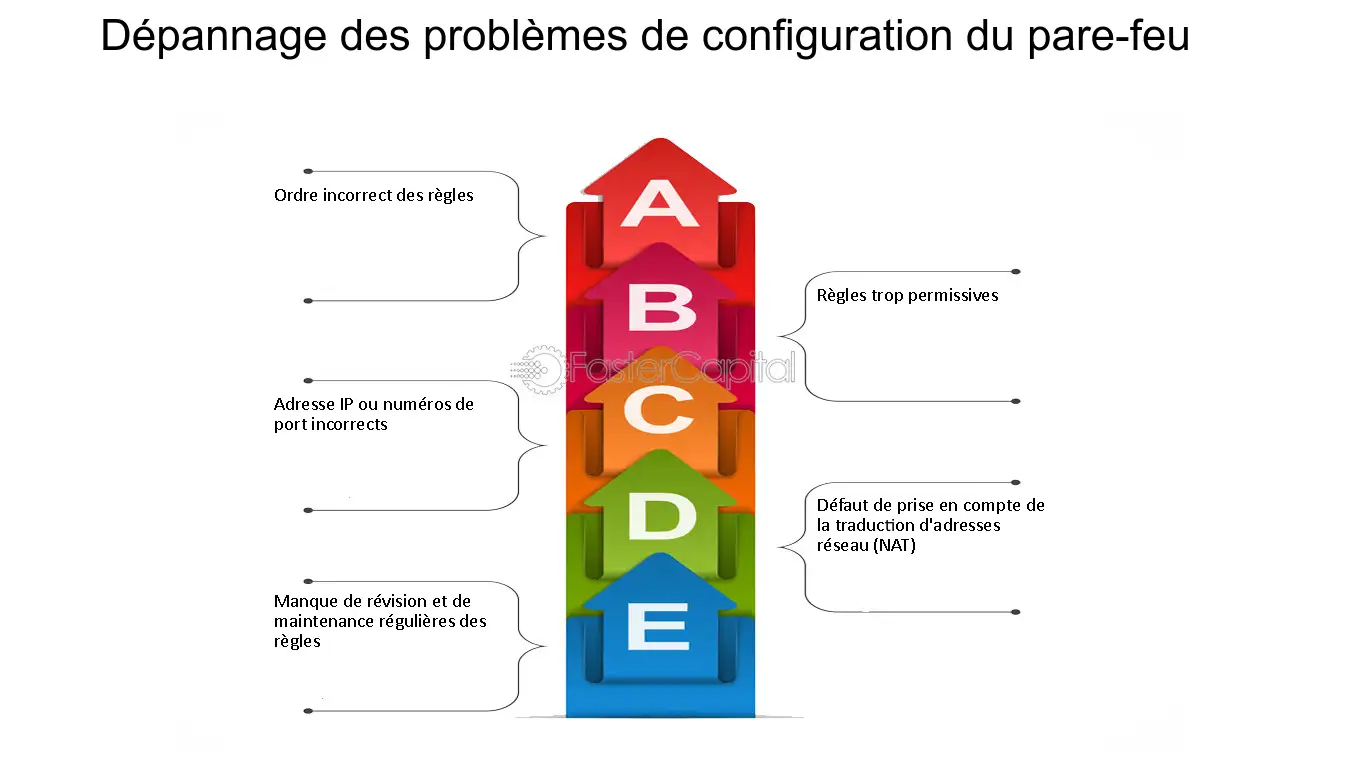 Dépannage des problèmes de configuration du pare-feu
A
Ordre incorrect des règles
B
Règles trop permissives
FasterCapital
C
Adresse IP ou numéros de
port incorrects
D
Défaut de prise en compte de
la traduction d'adresses
réseau (NAT)
E
Manque de révision et de
maintenance régulières des
règles